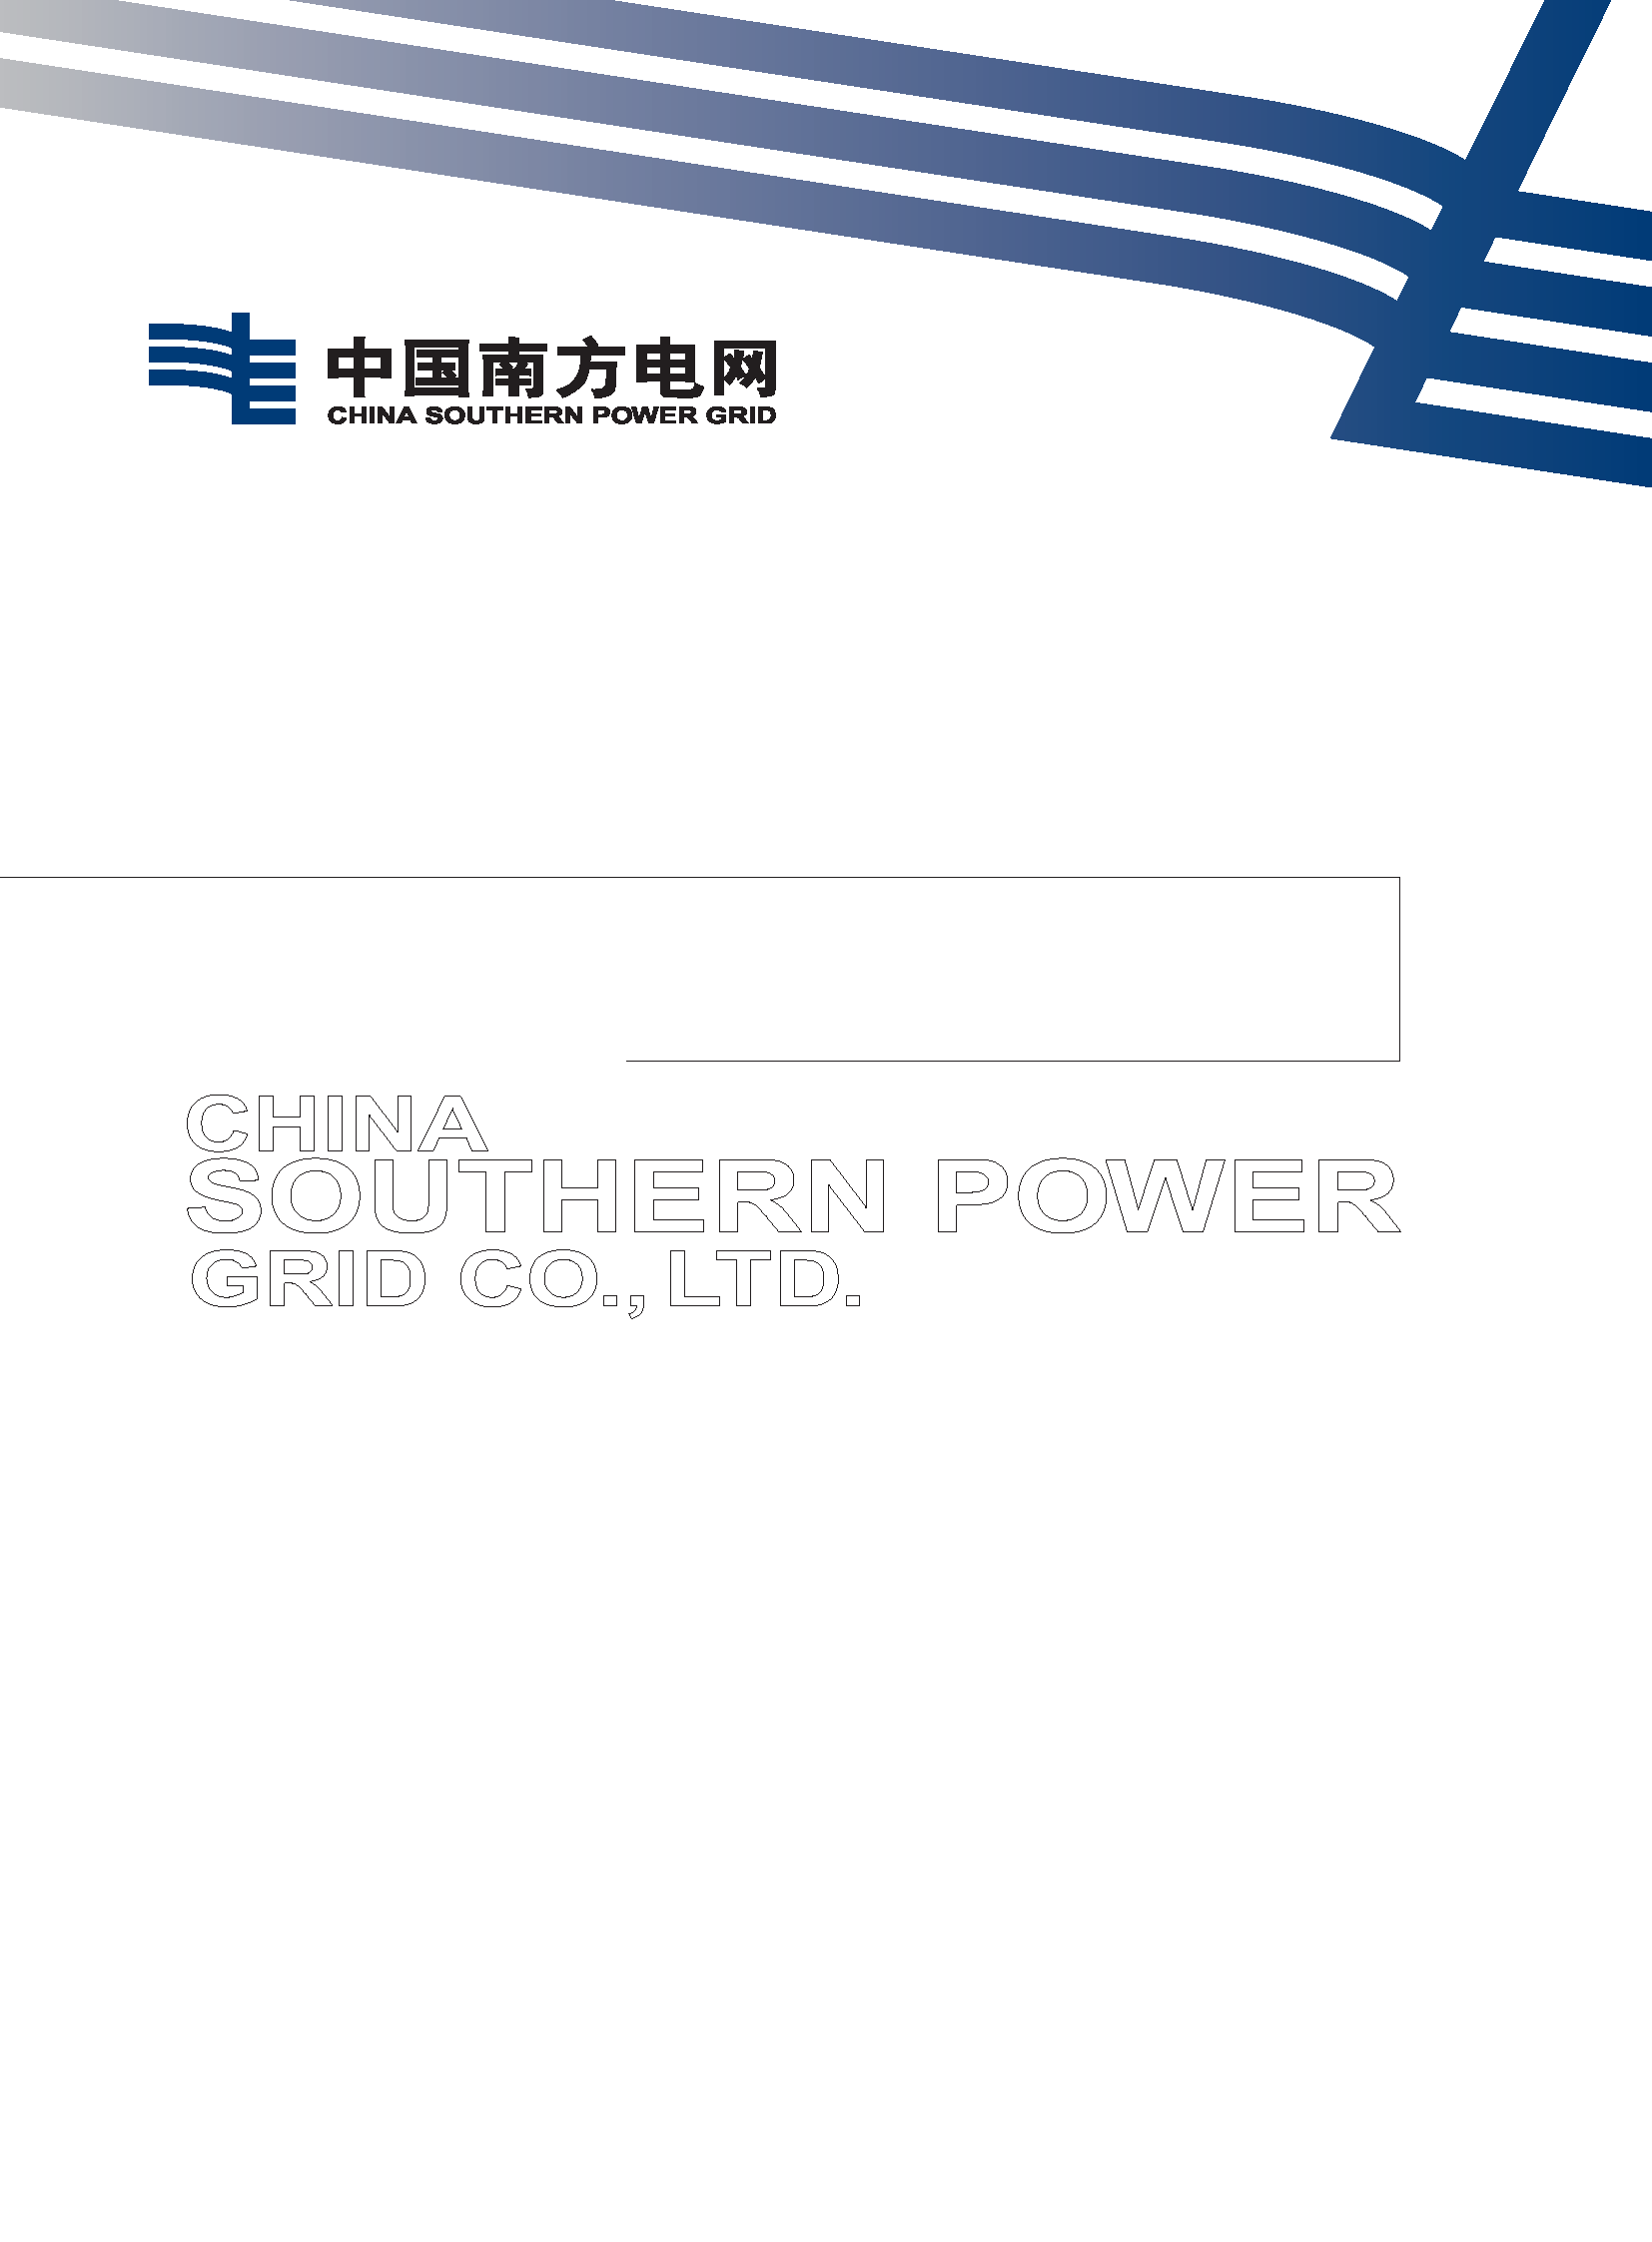 中国南方电网
CHINA SOUTHERN POWER GRID
CHINA
SOUTHERN POWER
GRID CO., LTD.